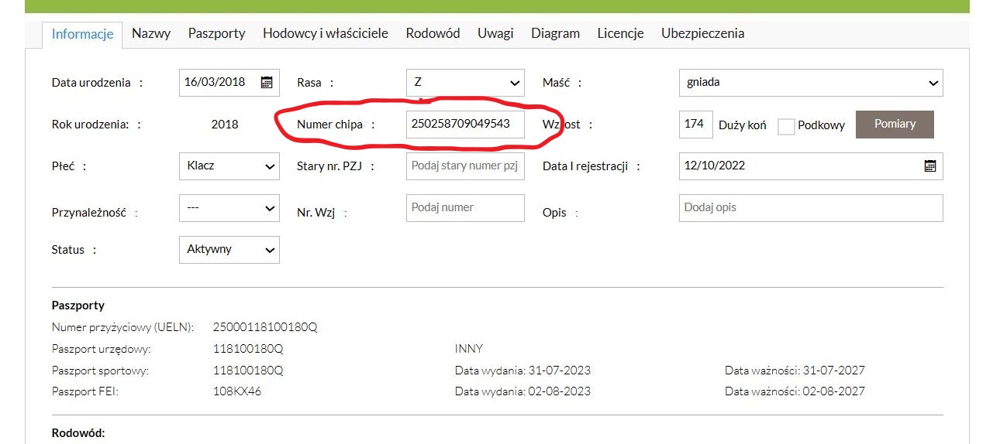 Informacje Nazwy Paszporty Hodowcy i właściciele Rodowód Uwagi Diagram Licencje Ubezpieczenia
Data urodzenia : 16/03/2018 Rasa : Z Maść : gniada
Rok urodzenia: : 2018 Numer chipa : 250258709049543 Wzrost : 174 Duży koń Podkowy Pomiary
Płeć : Klacz Stary nr. PZJ : Podaj stary numer pzj Data I rejestracji : 12/10/2022
Przynależność : --- Nr. Wzj : Podaj numer Opis : Dodaj opis
Status : Aktywny
Paszporty
Numer przyżyciowy (UELN): 25000118100180Q
Paszport urzędowy: 118100180Q INNY
Paszport sportowy: 118100180Q Data wydania: 31-07-2023 Data ważności: 31-07-2027
Paszport FEI: 108KX46 Data wydania: 02-08-2023 Data ważności: 02-08-2027
Rodowód: